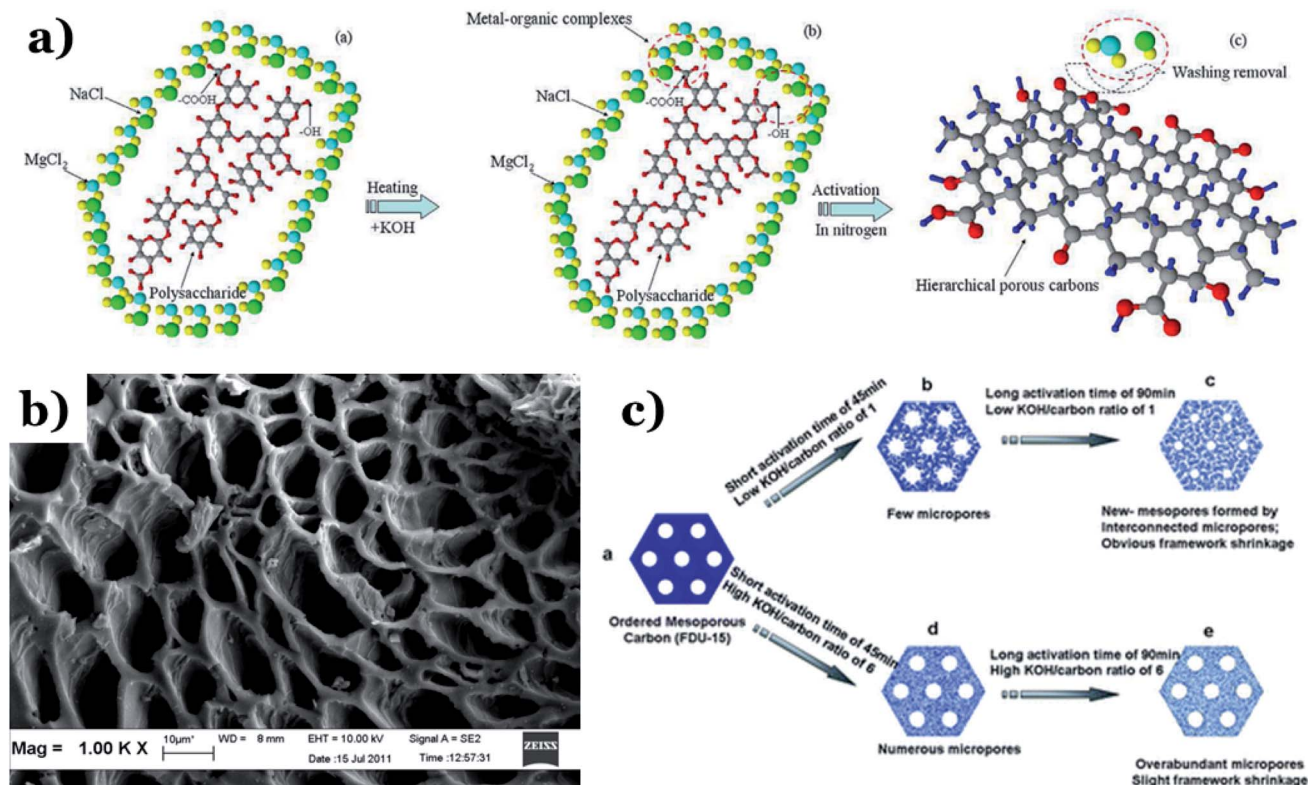 a)
(a)
NaCl
-COOH
-OH
MgCl2
Polysaccharide
Heating
+KOH
Metal-organic complexes
(b)
NaCl
-COOH
-OH
MgCl2
Polysaccharide
Activation
In nitrogen
(c)
Washing removal
Hierarchical porous carbons
b)
Mag = 1.00 K X
10µm*
WD = 8 mm
EHT = 10.00 kV
Signal A = SE2
Date :15 Jul 2011
Time :12:57:31
ZEISS
c)
a
Ordered Mesoporous
Carbon (FDU-15)
Short activation time of 45min
Low KOH/carbon ratio of 1
b
Few micropores
Long activation time of 90min
Low KOH/carbon ratio of 1
c
New- mesopores formed by
Interconnected micropores;
Obvious framework shrinkage
Short activation time of 45min
High KOH/carbon ratio of 6
d
Numerous micropores
Long activation time of 90min
High KOH/carbon ratio of 6
e
Overabundant micropores
Slight framework shrinkage